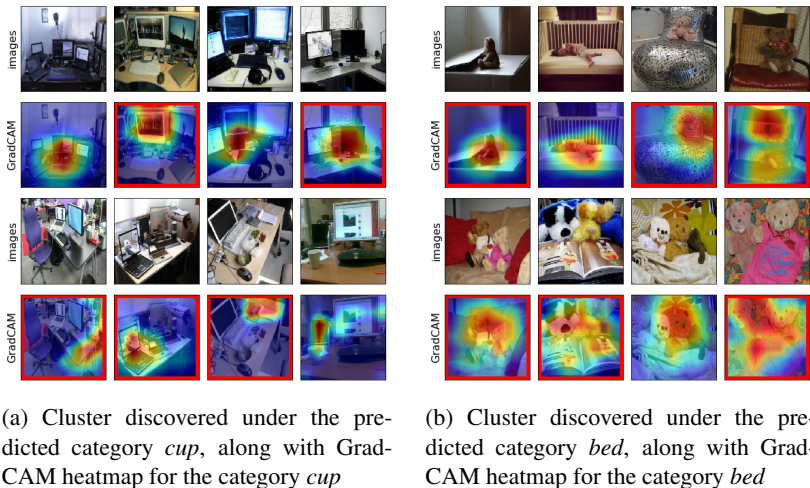 images
GradCAM
images
GradCAM
images
GradCAM
images
GradCAM
(a) Cluster discovered under the pre-
dicted category cup, along with Grad-
CAM heatmap for the category cup
(b) Cluster discovered under the pre-
dicted category bed, along with Grad-
CAM heatmap for the category bed